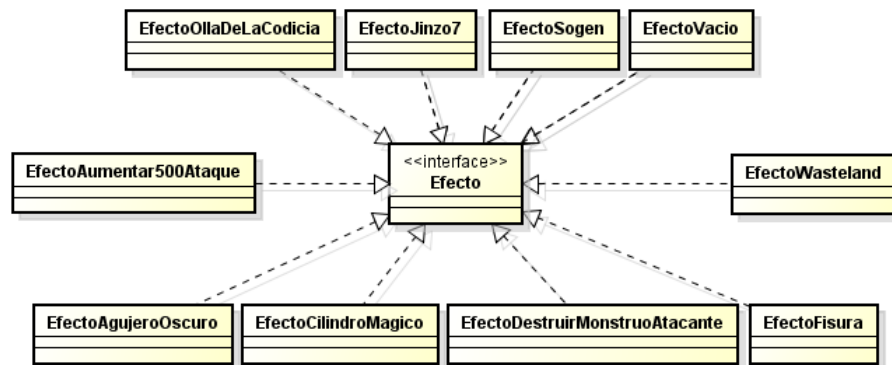 EfectoOllaDeLaCodicia
EfectoJinzo7
EfectoSogen
EfectoVacio
<<interface>>
Efecto
EfectoAumentar500Ataque
EfectoWasteland
EfectoAgujeroOscuro
EfectoCilindroMagico
EfectoDestruirMonstruoAtacante
EfectoFisura